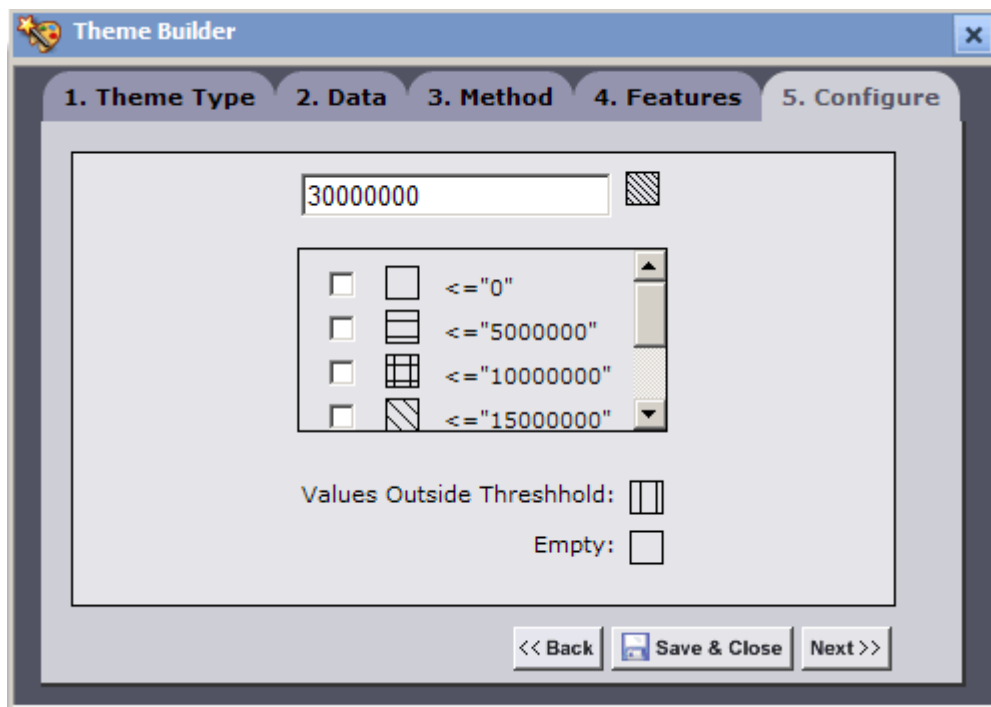 Theme Builder
1. Theme Type 2. Data 3. Method 4. Features 5. Configure
30000000
<="0"
<="5000000"
<="10000000"
<="15000000"
Values Outside Threshhold:
Empty:
<< Back Save & Close Next >>